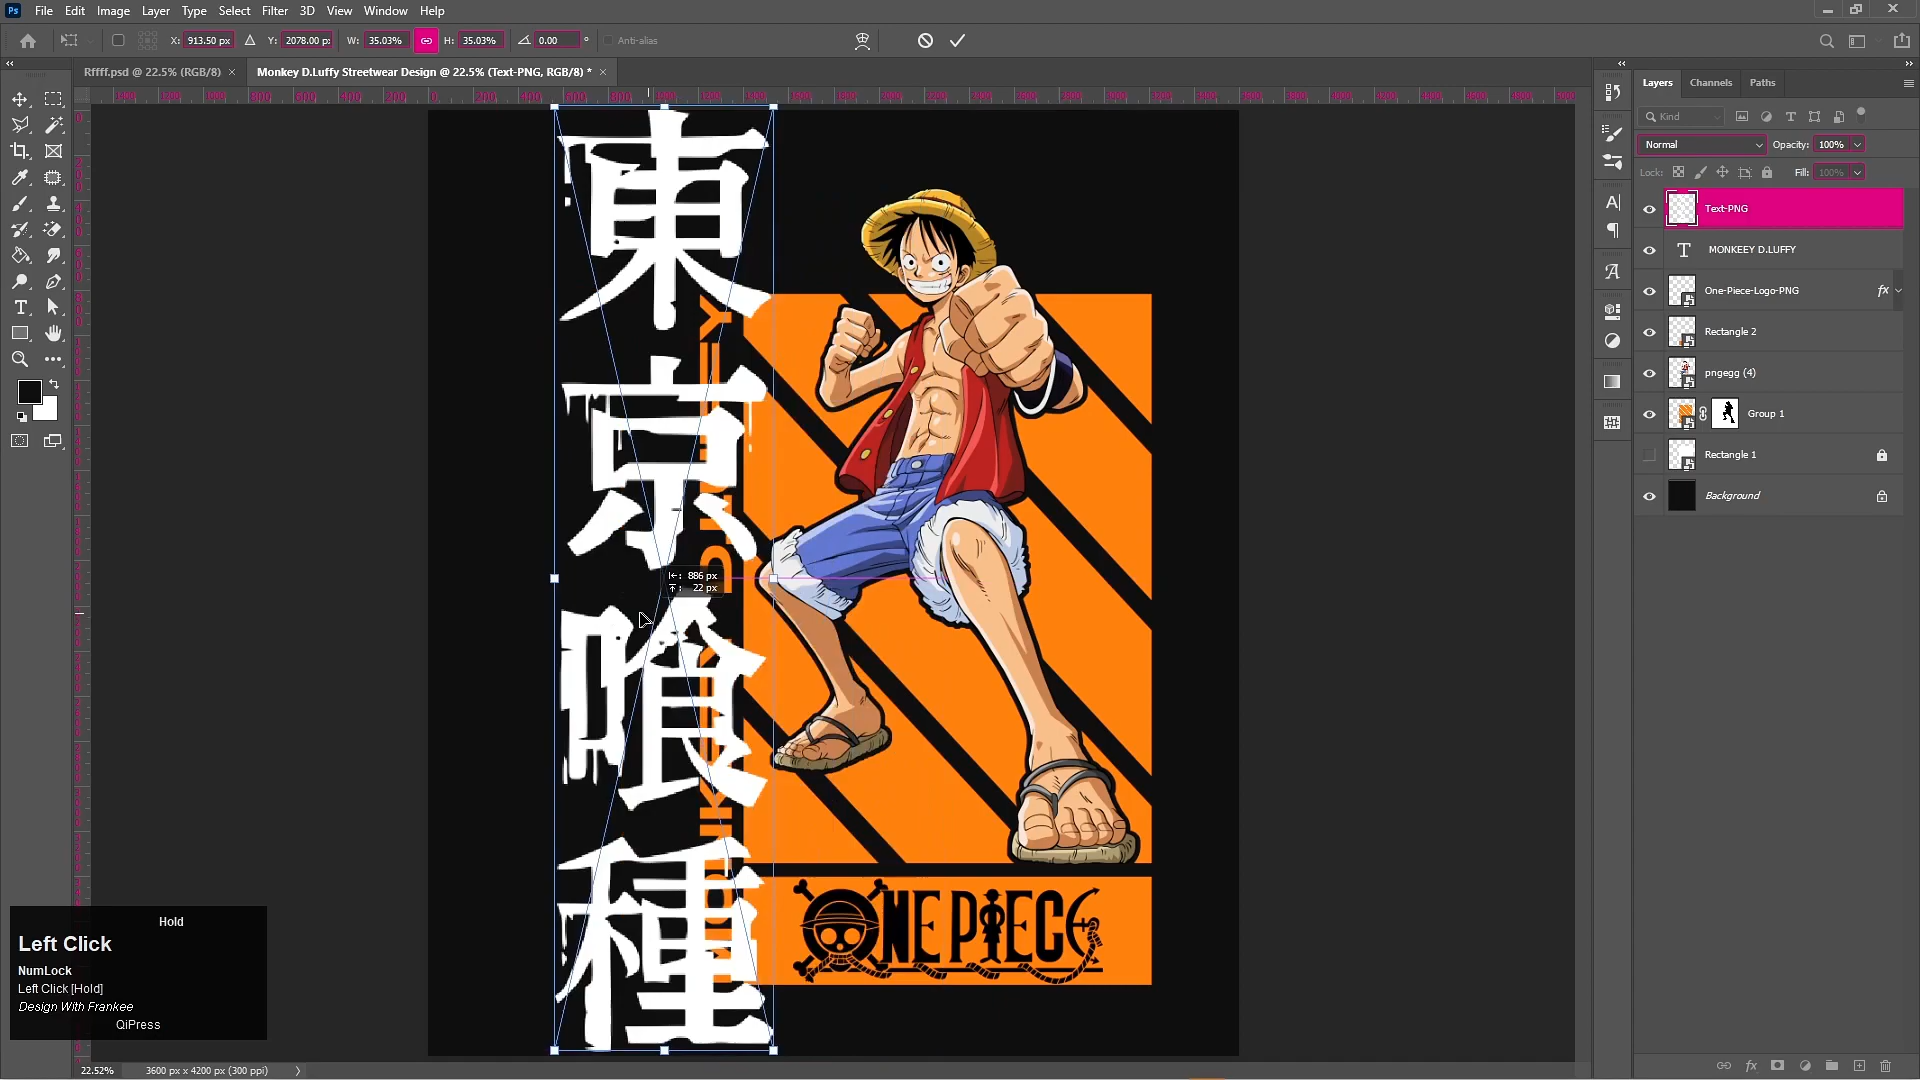 Ps File Edit Image Layer Type Select Filter 3D View Window Help
X: 913.50 px Y: 2078.00 p: W: 35.03% H: 35.03% 0.00 ° Anti-alias
Rffff.psd @ 22.5% (RGB/8) ×
Monkey D.Luffy Streetwear Design @ 22.5% (Text-PNG, RGB/8) * ×
東
京
喰
種
886 px
22 px
ONE PIECE
Layers Channels Paths
Kind
Normal Opacity: 100%
Lock: Fill: 100%
Text-PNG
T MONKEEY D.LUFFY
One-Piece-Logo-PNG fx
Rectangle 2
pngegg (4)
Group 1
Rectangle 1
Background
Hold
Left Click
NumLock
Left Click [Hold]
Design With Frankee
QiPress
22.52% 3600 px x 4200 px (300 ppi)